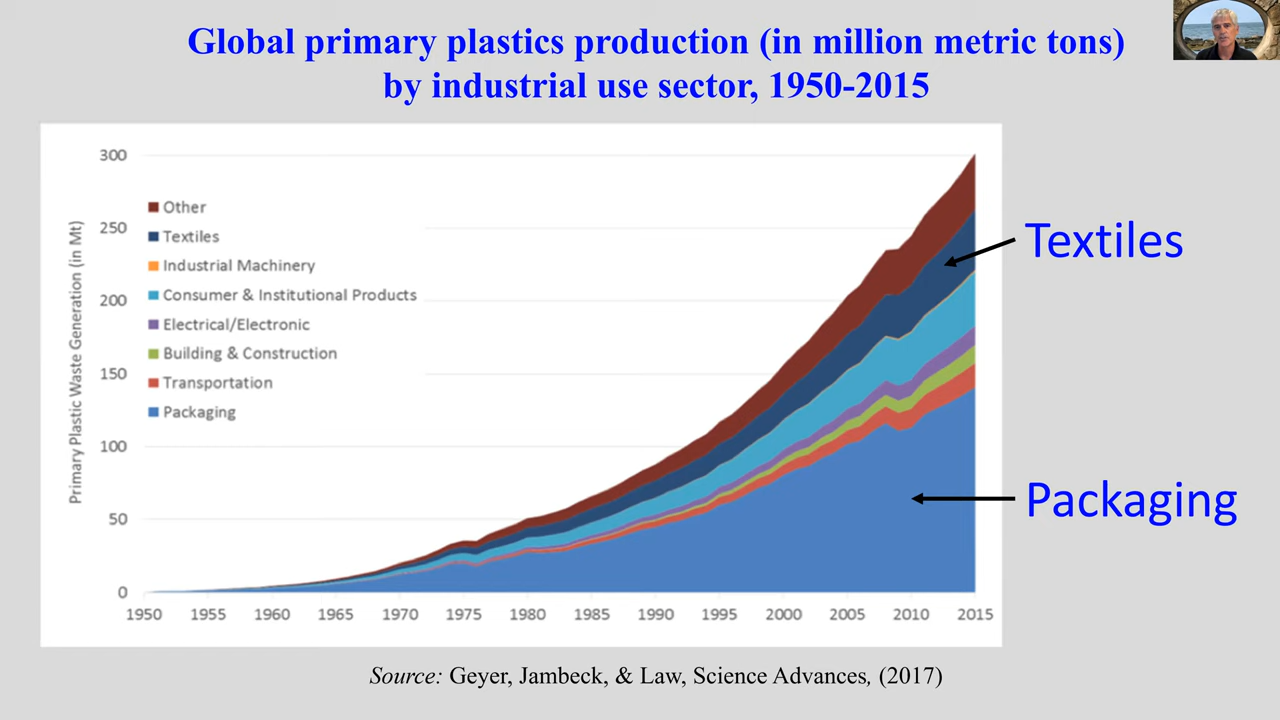 Global primary plastics production (in million metric tons)
by industrial use sector, 1950-2015
Primary Plastic Waste Generation (in Mt)
300
250
200
150
100
50
0
Other
Textiles
Industrial Machinery
Consumer & Institutional Products
Electrical/Electronic
Building & Construction
Transportation
Packaging
1950 1955 1960 1965 1970 1975 1980 1985 1990 1995 2000 2005 2010 2015
Textiles
Packaging
Source: Geyer, Jambeck, & Law, Science Advances, (2017)